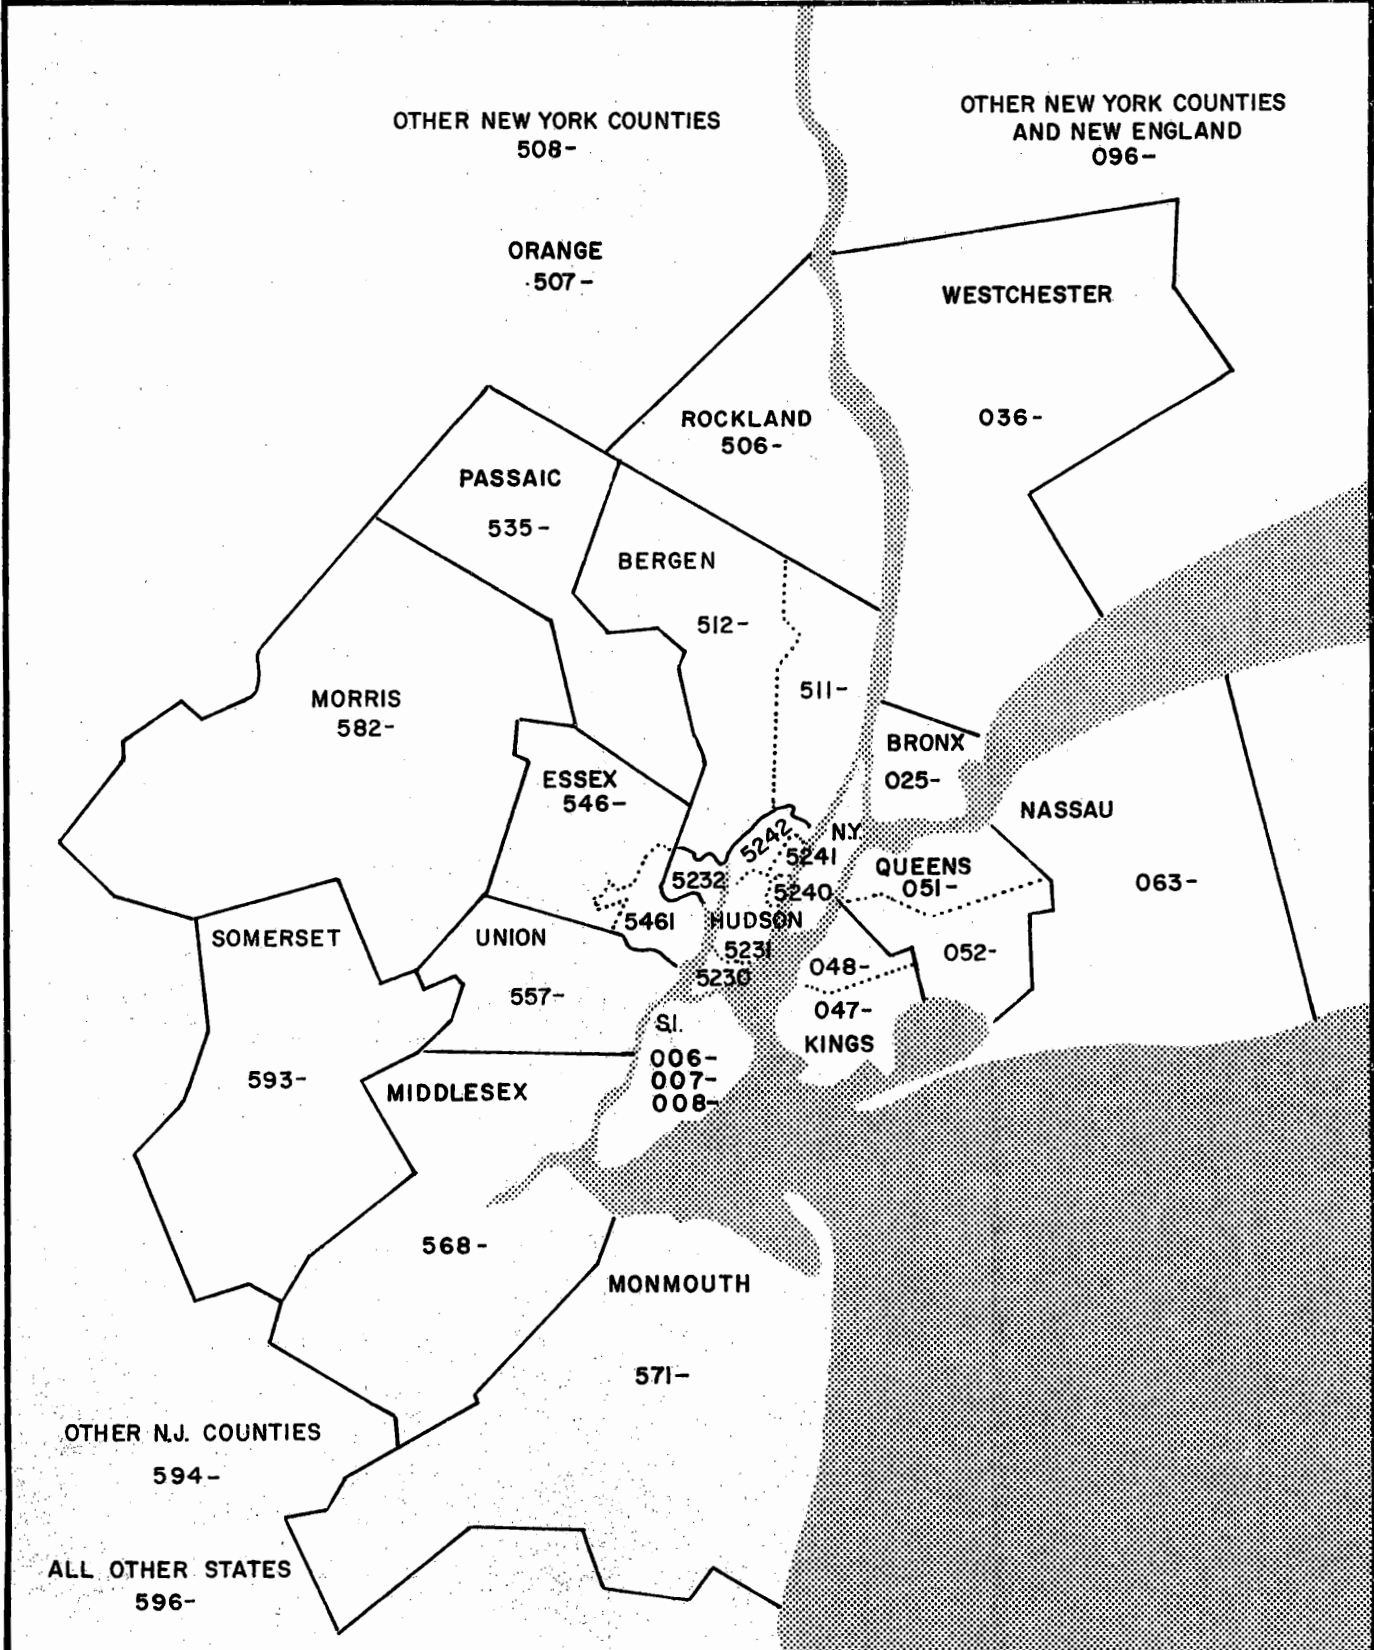 OTHER NEW YORK COUNTIES
508-
OTHER NEW YORK COUNTIES
AND NEW ENGLAND
096-
ORANGE
507-
WESTCHESTER
036-
ROCKLAND
506-
PASSAIC
535-
BERGEN
512-
511-
MORRIS
582-
BRONX
025-
ESSEX
546-
NASSAU
063-
N.Y.
5242
5241
5240
QUEENS
051-
052-
5232
5461
HUDSON
5231
5230
SOMERSET
593-
UNION
557-
048-
047-
KINGS
S.I.
006-
007-
008-
MIDDLESEX
568-
MONMOUTH
571-
OTHER N.J. COUNTIES
594-
ALL OTHER STATES
596-